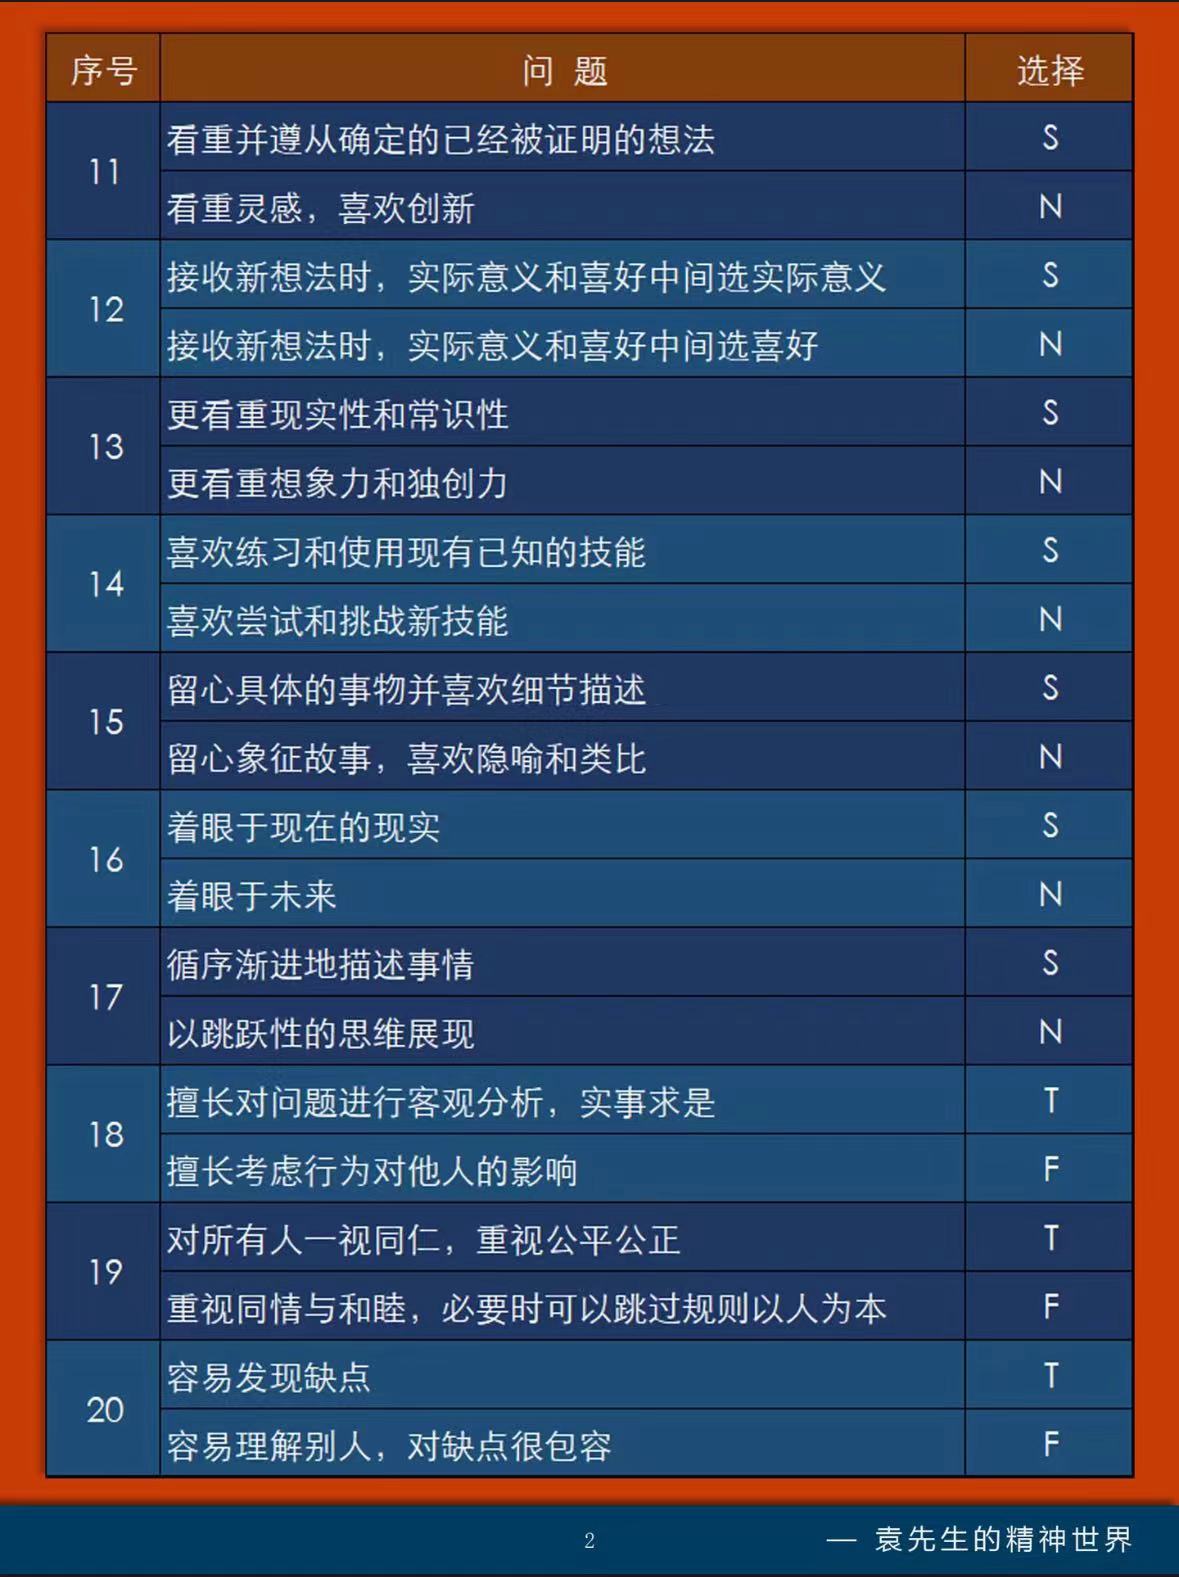 序号 问 题 选择
11
看重并遵从确定的已经被证明的想法 S
看重灵感，喜欢创新 N
12
接收新想法时，实际意义和喜好中间选实际意义 S
接收新想法时，实际意义和喜好中间选喜好 N
13
更看重现实性和常识性 S
更看重想象力和独创力 N
14
喜欢练习和使用现有已知的技能 S
喜欢尝试和挑战新技能 N
15
留心具体的事物并喜欢细节描述 S
留心象征故事，喜欢隐喻和类比 N
16
着眼于现在的现实 S
着眼于未来 N
17
循序渐进地描述事情 S
以跳跃性的思维展现 N
18
擅长对问题进行客观分析，实事求是 T
擅长考虑行为对他人的影响 F
19
对所有人一视同仁，重视公平公正 T
重视同情与和睦，必要时可以跳过规则以人为本 F
20
容易发现缺点 T
容易理解别人，对缺点很包容 F
2
— 袁先生的精神世界